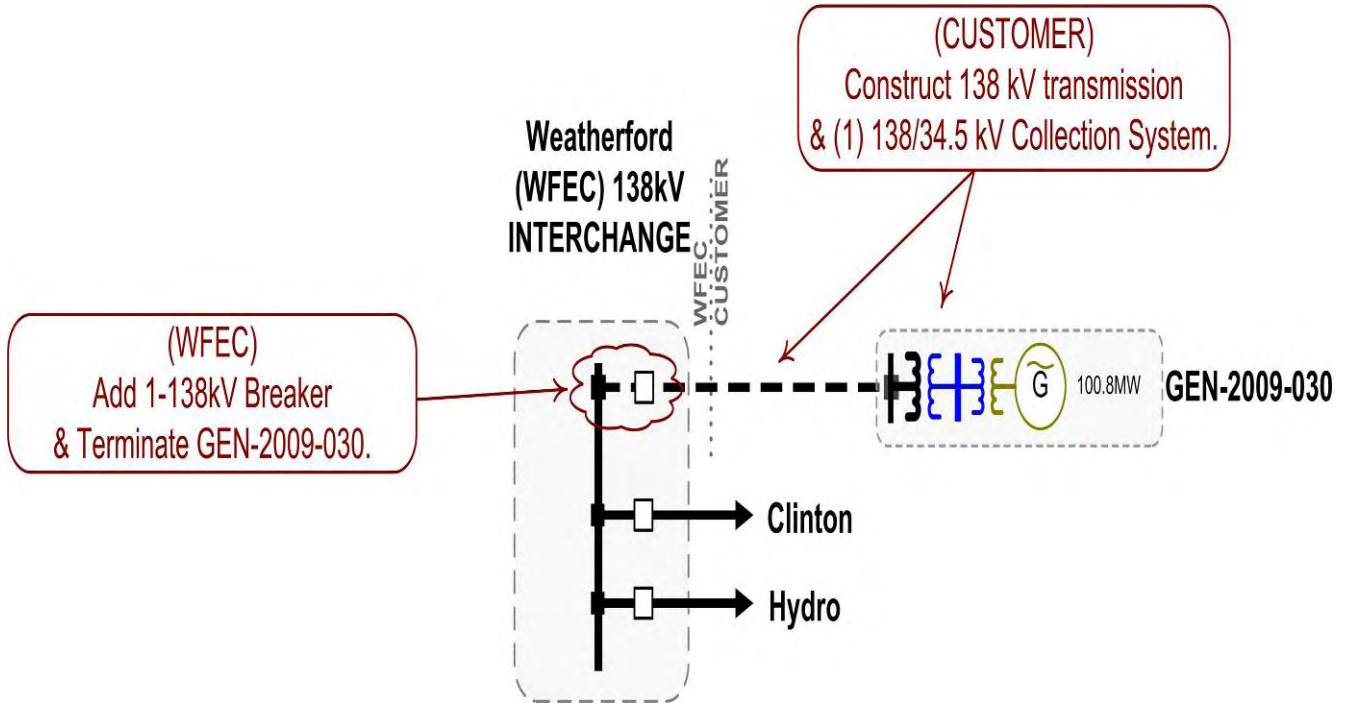 (CUSTOMER)
Construct 138 kV transmission
& (1) 138/34.5 kV Collection System.
Weatherford
(WFEC) 138kV
INTERCHANGE
WFEC
CUSTOMER
(WFEC)
Add 1-138kV Breaker
& Terminate GEN-2009-030.
G
100.8MW
GEN-2009-030
Clinton
Hydro